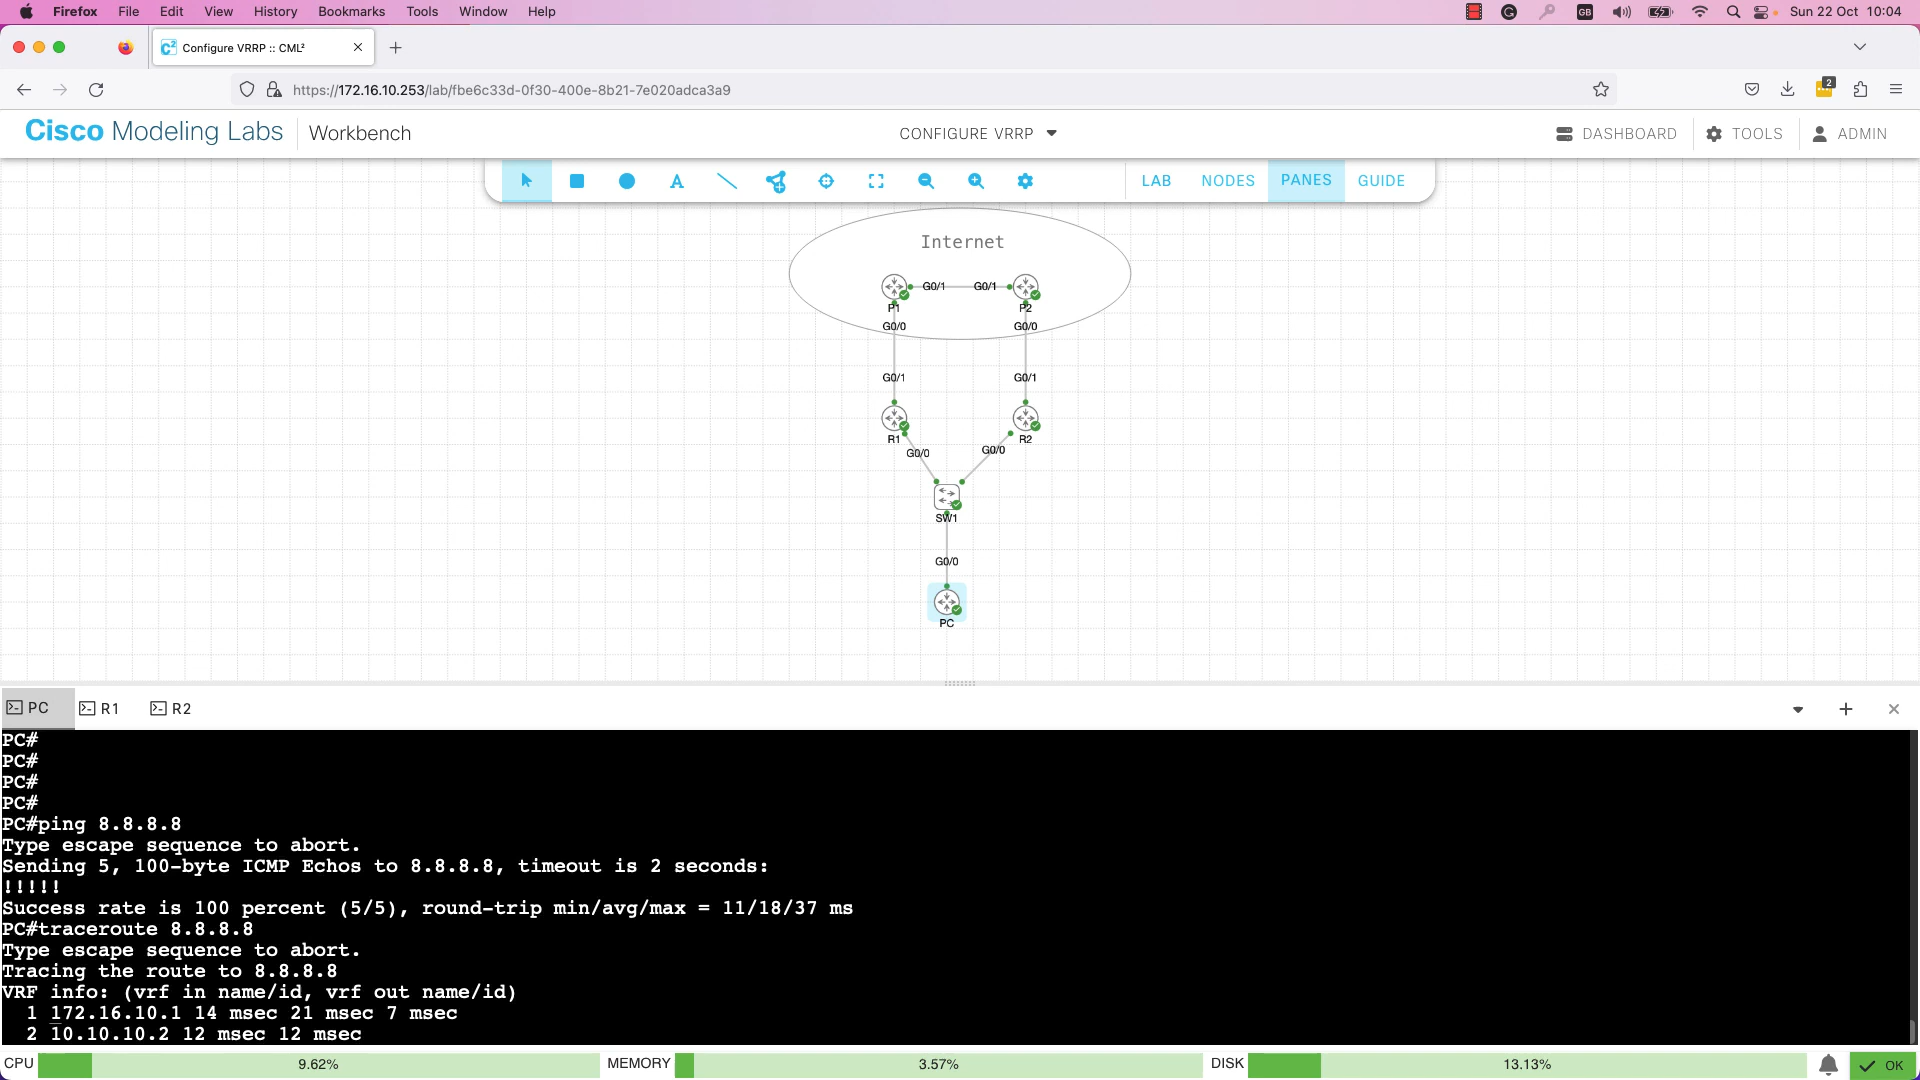 Firefox File Edit View History Bookmarks Tools Window Help
GB
Sun 22 Oct 10:04
Configure VRRP :: CML²
https://172.16.10.253/lab/fbe6c33d-0f30-400e-8b21-7e020adca3a9
2
Cisco Modeling Labs Workbench
CONFIGURE VRRP
DASHBOARD TOOLS ADMIN
A
LAB NODES PANES GUIDE
Internet
G0/1 G0/1
P1 P2
G0/0 G0/0
G0/1 G0/1
R1 R2
G0/0 G0/0
SW1
G0/0
PC
PC R1 R2
PC#
PC#
PC#
PC#
PC#ping 8.8.8.8
Type escape sequence to abort.
Sending 5, 100-byte ICMP Echos to 8.8.8.8, timeout is 2 seconds:
!!!!!
Success rate is 100 percent (5/5), round-trip min/avg/max = 11/18/37 ms
PC#traceroute 8.8.8.8
Type escape sequence to abort.
Tracing the route to 8.8.8.8
VRF info: (vrf in name/id, vrf out name/id)
1 172.16.10.1 14 msec 21 msec 7 msec
2 10.10.10.2 12 msec 12 msec
CPU 9.62% MEMORY 3.57% DISK 13.13% OK